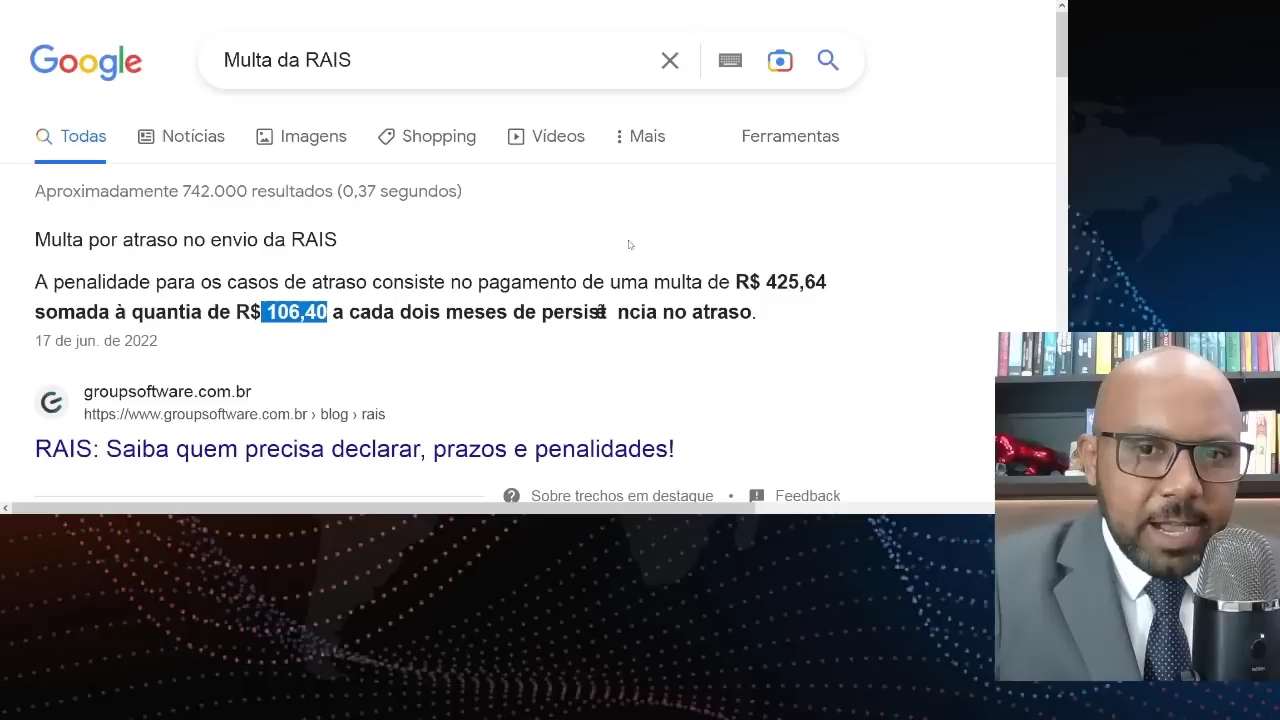 Google
Multa da RAIS
Todas
Notícias
Imagens
Shopping
Vídeos
Mais
Ferramentas
Aproximadamente 742.000 resultados (0,37 segundos)
Multa por atraso no envio da RAIS
A penalidade para os casos de atraso consiste no pagamento de uma multa de R$ 425,64
somada à quantia de R$ 106,40 a cada dois meses de persistência no atraso.
17 de jun. de 2022
groupsoftware.com.br
https://www.groupsoftware.com.br › blog › rais
RAIS: Saiba quem precisa declarar, prazos e penalidades!
Sobre trechos em destaque • Feedback